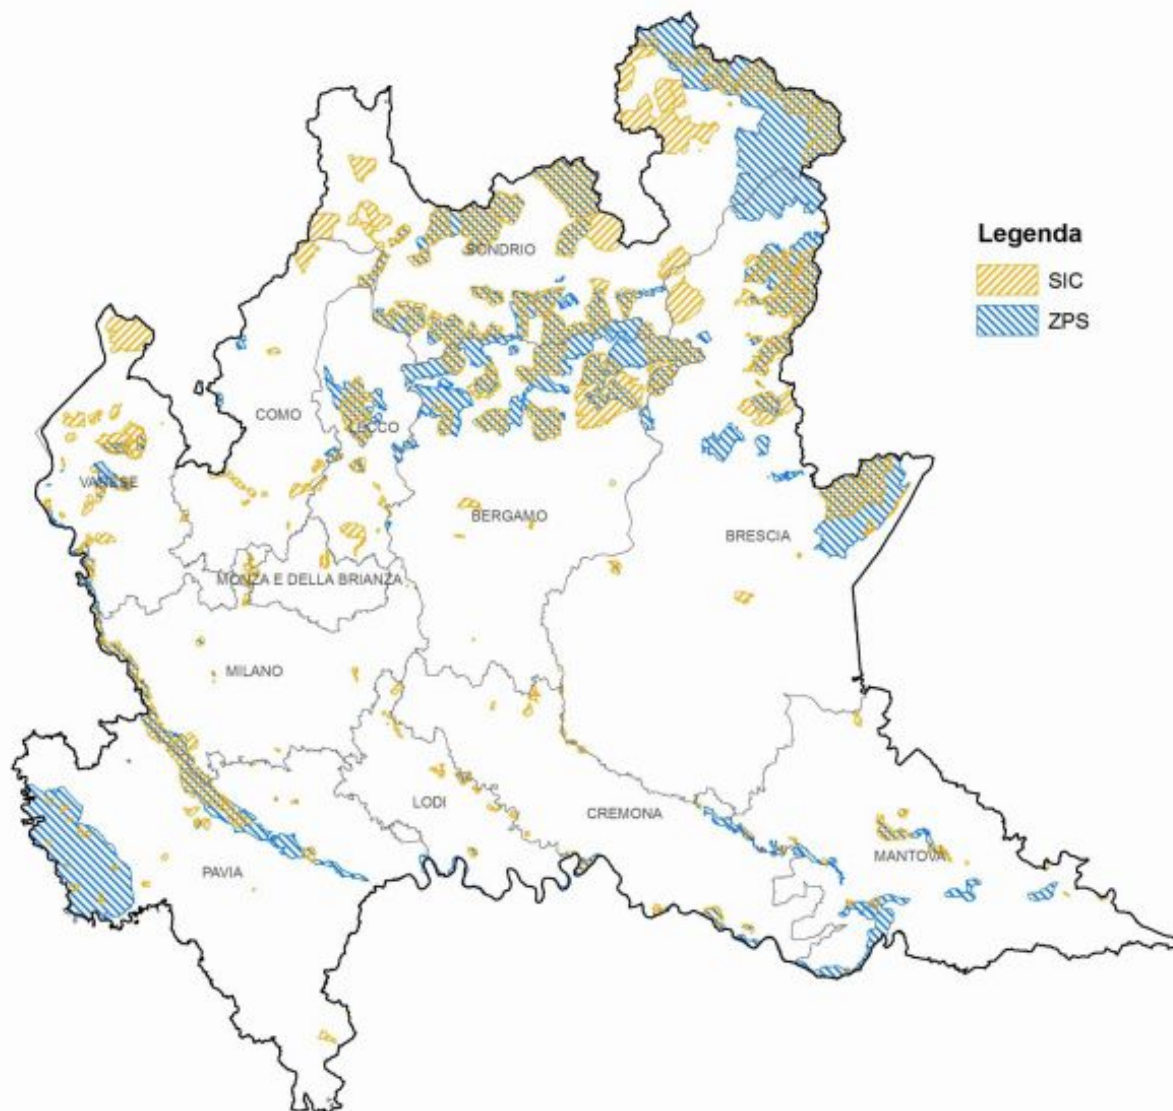 Legenda
SIC
ZPS
SONDRIO
COMO
LECCO
VARESE
BERGAMO
BRESCIA
MONZA E DELLA BRIANZA
MILANO
LODI
CREMONA
MANTOVA
PAVIA